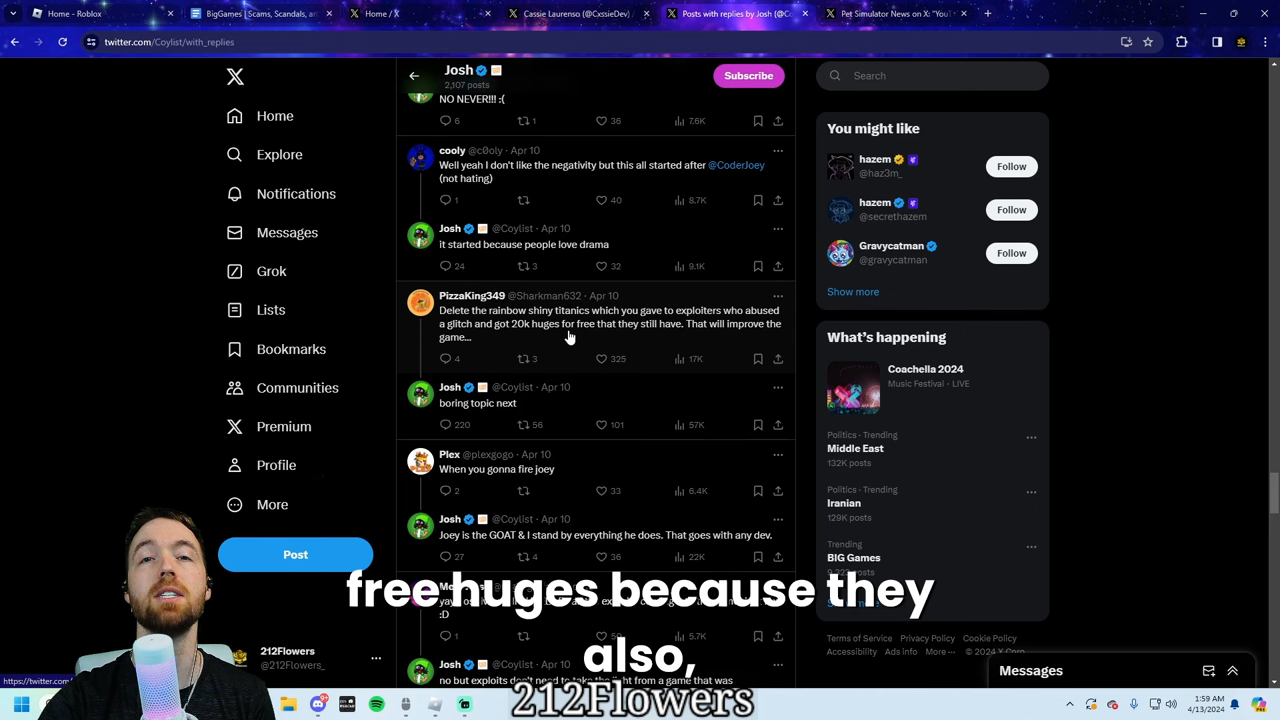 Home - Roblox
BigGames | Scams, Scandals, an
Home / X
Cassie Laurenso (@CxssieDev)
Posts with replies by Josh (@Co
Pet Simulator News on X: "YouT
twitter.com/Coylist/with_replies
Home
Explore
Notifications
Messages
Grok
Lists
Bookmarks
Communities
Premium
Profile
More
Post
212Flowers
@212Flowers_
Josh
2,107 posts
Subscribe
NO NEVER!!! :(
6 1 36 7.6K
cooly @c0oly · Apr 10
Well yeah I don't like the negativity but this all started after @CoderJoey
(not hating)
1 40 8.7K
Josh @Coylist · Apr 10
it started because people love drama
24 3 32 9.1K
PizzaKing349 @Sharkman632 · Apr 10
Delete the rainbow shiny titanics which you gave to exploiters who abused
a glitch and got 20k huges for free that they still have. That will improve the
game...
4 3 325 17K
Josh @Coylist · Apr 10
boring topic next
220 56 101 57K
Plex @plexgogo · Apr 10
When you gonna fire joey
2 33 6.4K
Josh @Coylist · Apr 10
Joey is the GOAT & I stand by everything he does. That goes with any dev.
27 4 36 22K
:D
1 5.7K
Josh @Coylist · Apr 10
no but exploits don't need to take the light from a game that was
Search
You might like
hazem
@haz3m_
Follow
hazem
@secrethazem
Follow
Gravycatman
@gravycatman
Follow
Show more
What's happening
Coachella 2024
Music Festival · LIVE
Politics · Trending
Middle East
132K posts
Politics · Trending
Iranian
129K posts
Trending
BIG Games
Terms of Service Privacy Policy Cookie Policy
Accessibility Ads info More ··· © 2024 X Corp.
Messages
free huges because they
also,
212Flowers
https://twitter.com
1:59 AM
4/13/2024